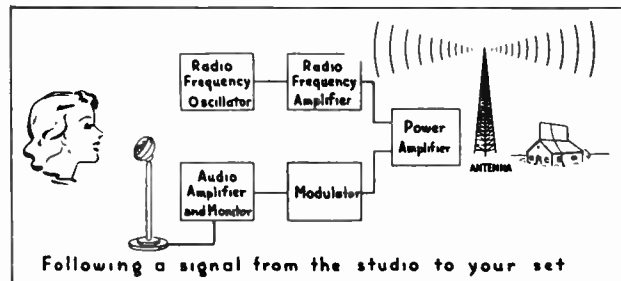 Radio
Frequency
Oscillator
Radio
Frequency
Amplifier
Power
Amplifier
ANTENNA
Audio
Amplifier
and Monitor
Modulator
Following a signal from the studio to your set